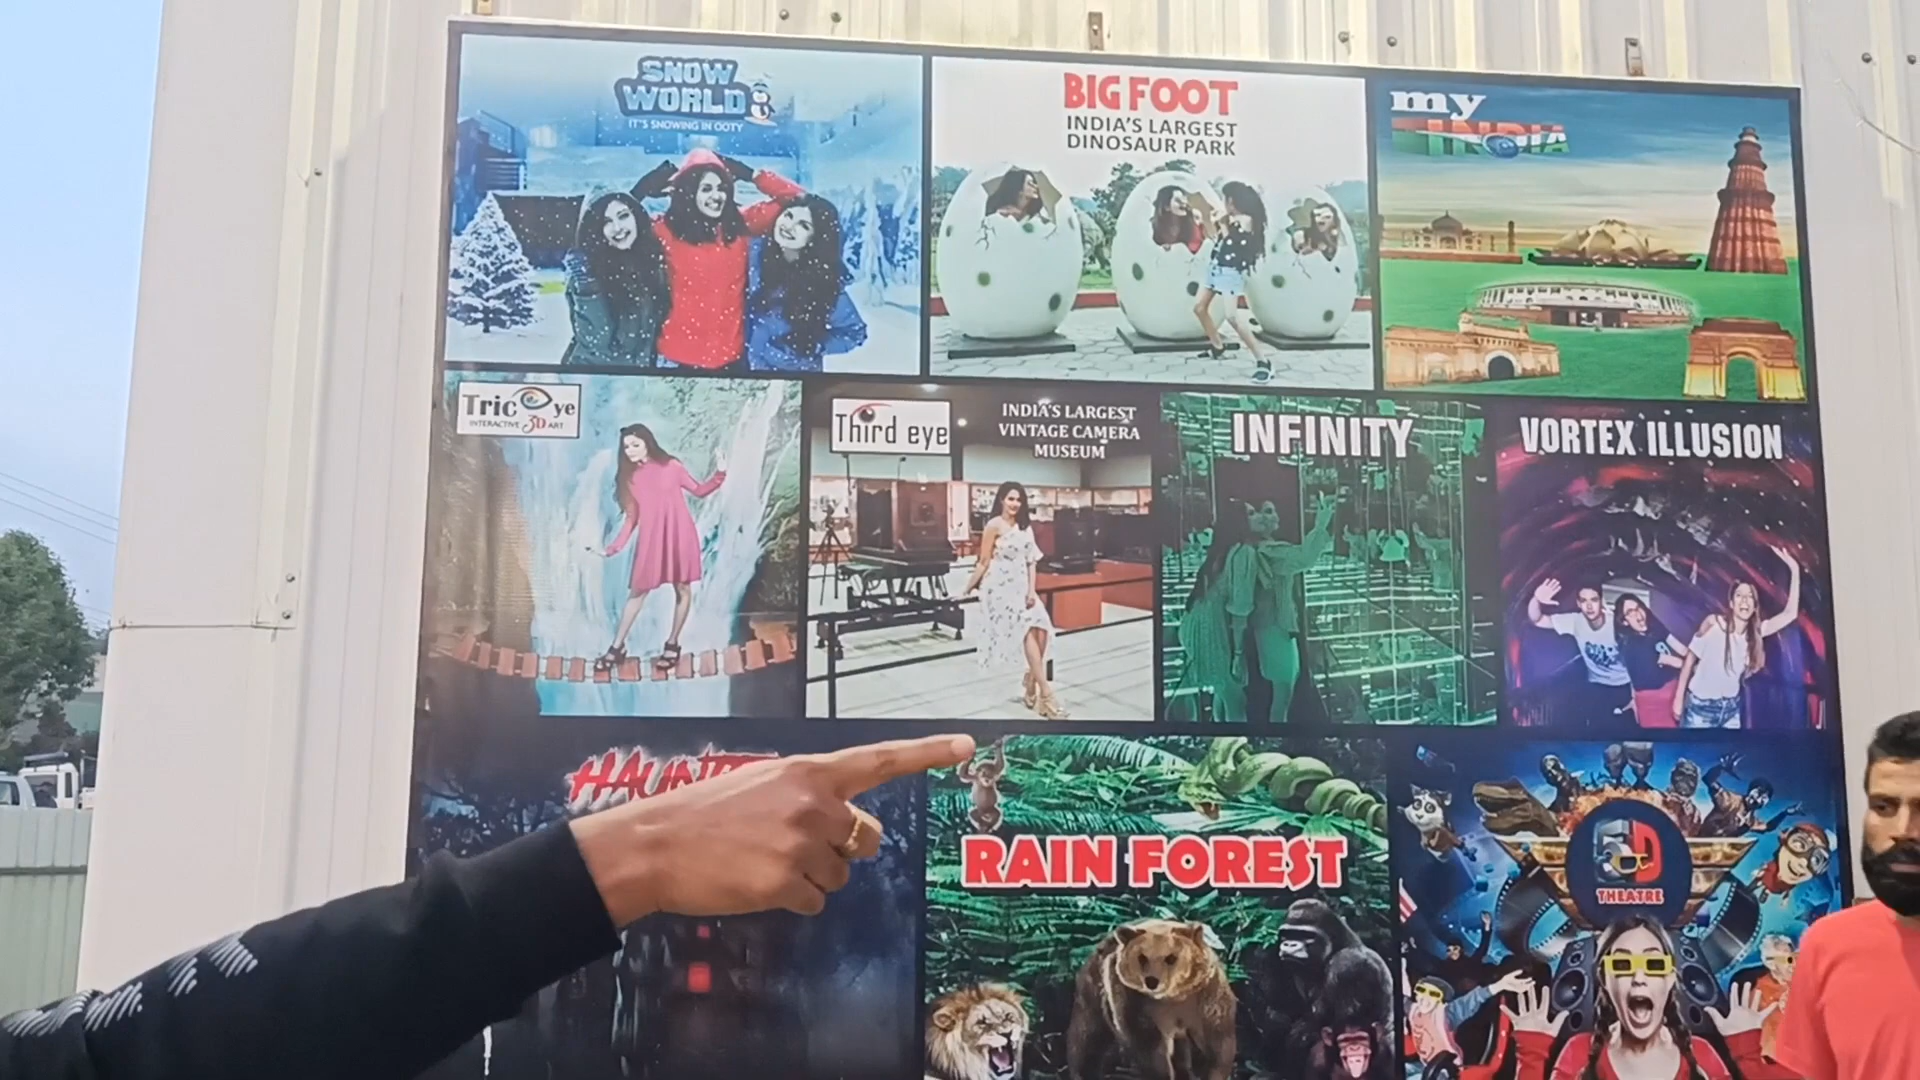 SNOW
WORLD
IT'S SNOWING IN OOTY
BIG FOOT
INDIA'S LARGEST
DINOSAUR PARK
my
INDIA
Tric ye
INTERACTIVE 3D ART
Third eye
INDIA'S LARGEST
VINTAGE CAMERA
MUSEUM
INFINITY
VORTEX ILLUSION
RAIN FOREST
5D
THEATRE